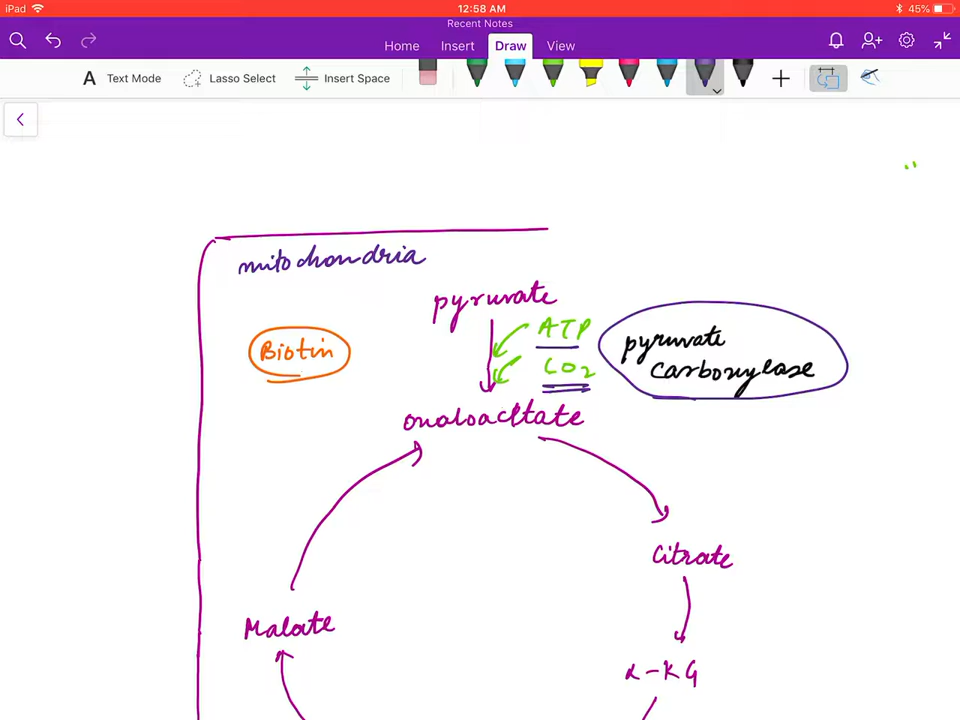 iPad 12:58 AM 45%
Recent Notes
Home Insert Draw View
A Text Mode Lasso Select Insert Space
mitochondria
pyruvate
ATP
Biotin
CO2
pyruvate
carboxylase
oxaloacetate
Citrate
Malate
α-KG